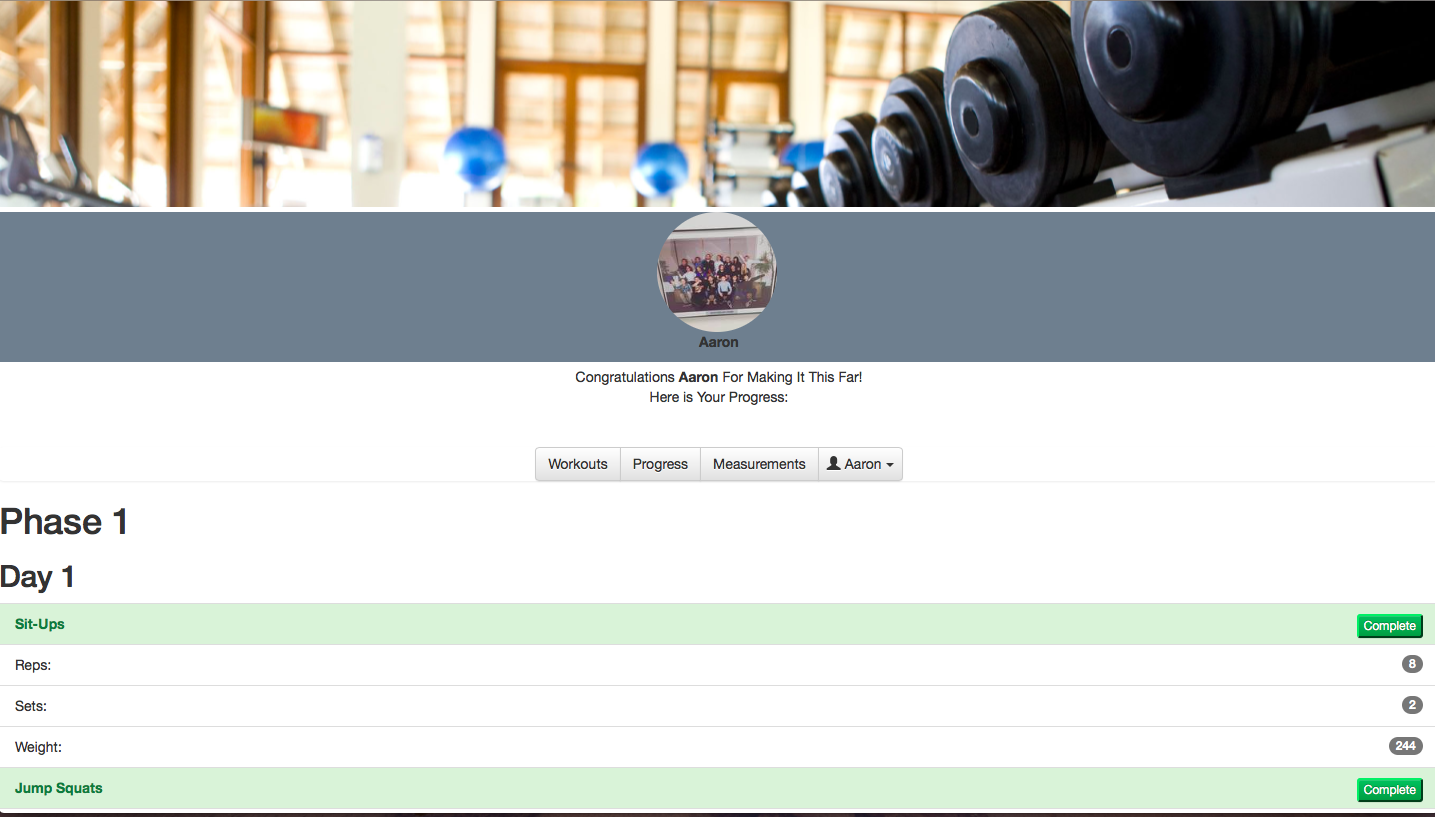 Aaron
Congratulations Aaron For Making It This Far!
Here is Your Progress:
Workouts Progress Measurements Aaron
Phase 1
Day 1
Sit-Ups Complete
Reps: 8
Sets: 2
Weight: 244
Jump Squats Complete